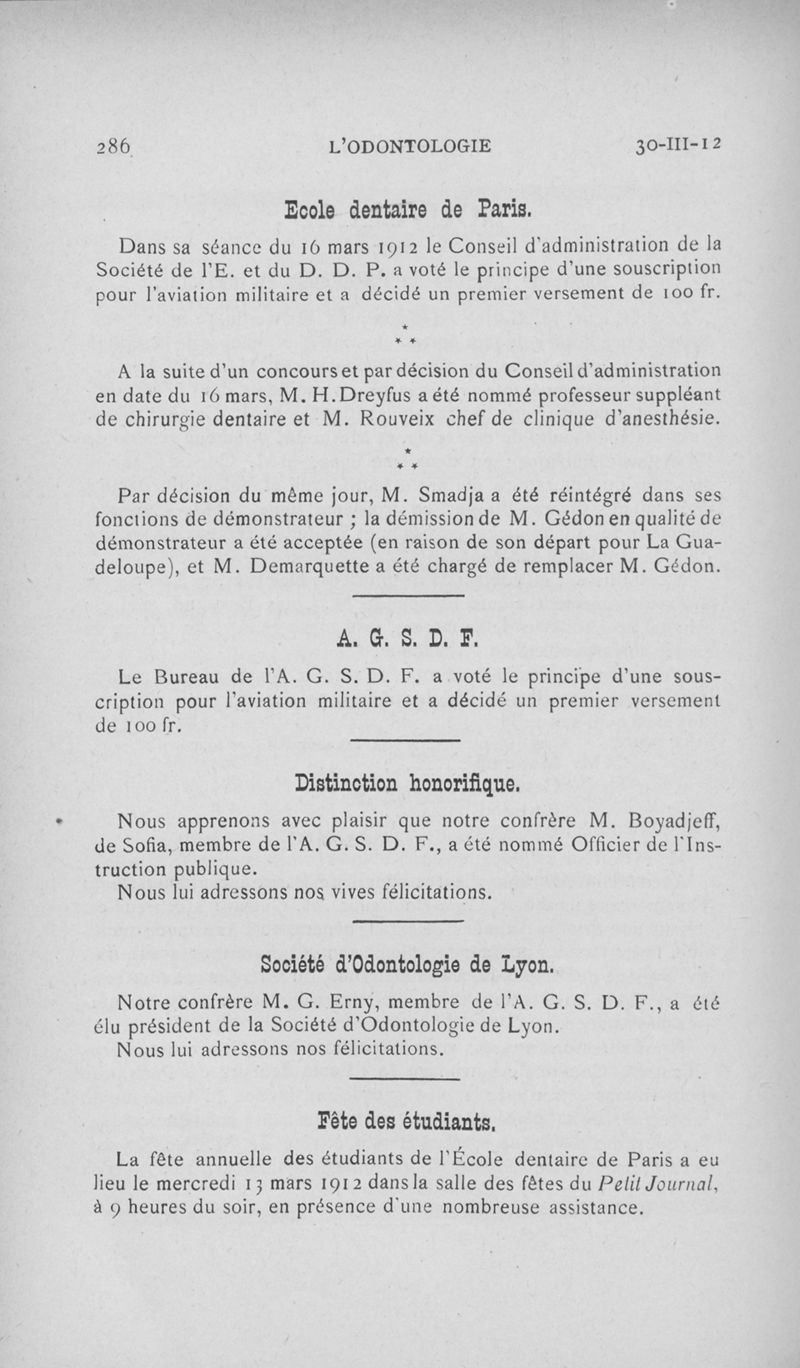 286 L'ODONTOLOGIE 30-III-12
Ecole dentaire de Paris.
Dans sa séance du 16 mars 1912 le Conseil d'administration de la
Société de l'E. et du D. D. P. a voté le principe d'une souscription
pour l'aviation militaire et a décidé un premier versement de 100 fr.
*
* *
A la suite d'un concours et par décision du Conseil d'administration
en date du 16 mars, M. H. Dreyfus a été nommé professeur suppléant
de chirurgie dentaire et M. Rouveix chef de clinique d'anesthésie.
*
* *
Par décision du même jour, M. Smadja a été réintégré dans ses
fonctions de démonstrateur ; la démission de M. Gédon en qualité de
démonstrateur a été acceptée (en raison de son départ pour La Gua-
deloupe), et M. Demarquette a été chargé de remplacer M. Gédon.
A. G. S. D. F.
Le Bureau de l'A. G. S. D. F. a voté le principe d'une sous-
cription pour l'aviation militaire et a décidé un premier versement
de 100 fr.
Distinction honorifique.
Nous apprenons avec plaisir que notre confrère M. Boyadjeff,
de Sofia, membre de l'A. G. S. D. F., a été nommé Officier de l'Ins-
truction publique.
Nous lui adressons nos vives félicitations.
Société d'Odontologie de Lyon.
Notre confrère M. G. Erny, membre de l'A. G. S. D. F., a été
élu président de la Société d'Odontologie de Lyon.
Nous lui adressons nos félicitations.
Fête des étudiants.
La fête annuelle des étudiants de l'École dentaire de Paris a eu
lieu le mercredi 13 mars 1912 dans la salle des fêtes du Petit Journal,
à 9 heures du soir, en présence d'une nombreuse assistance.